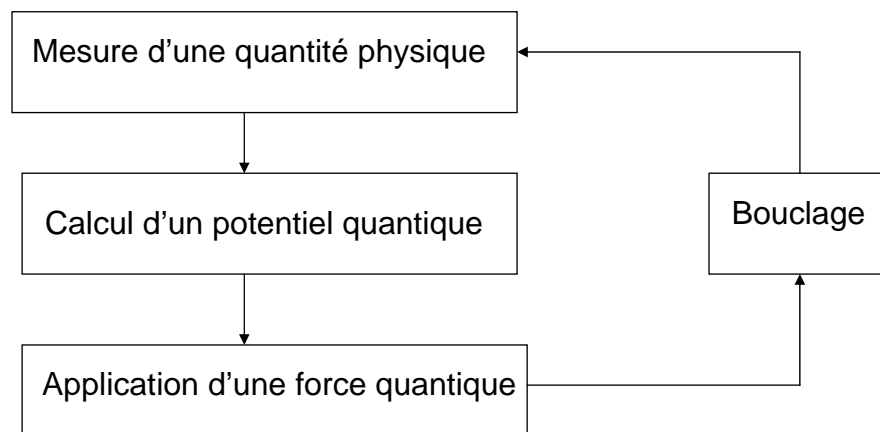 Mesure d’une quantité physique
Calcul d’un potentiel quantique
Bouclage
Application d’une force quantique